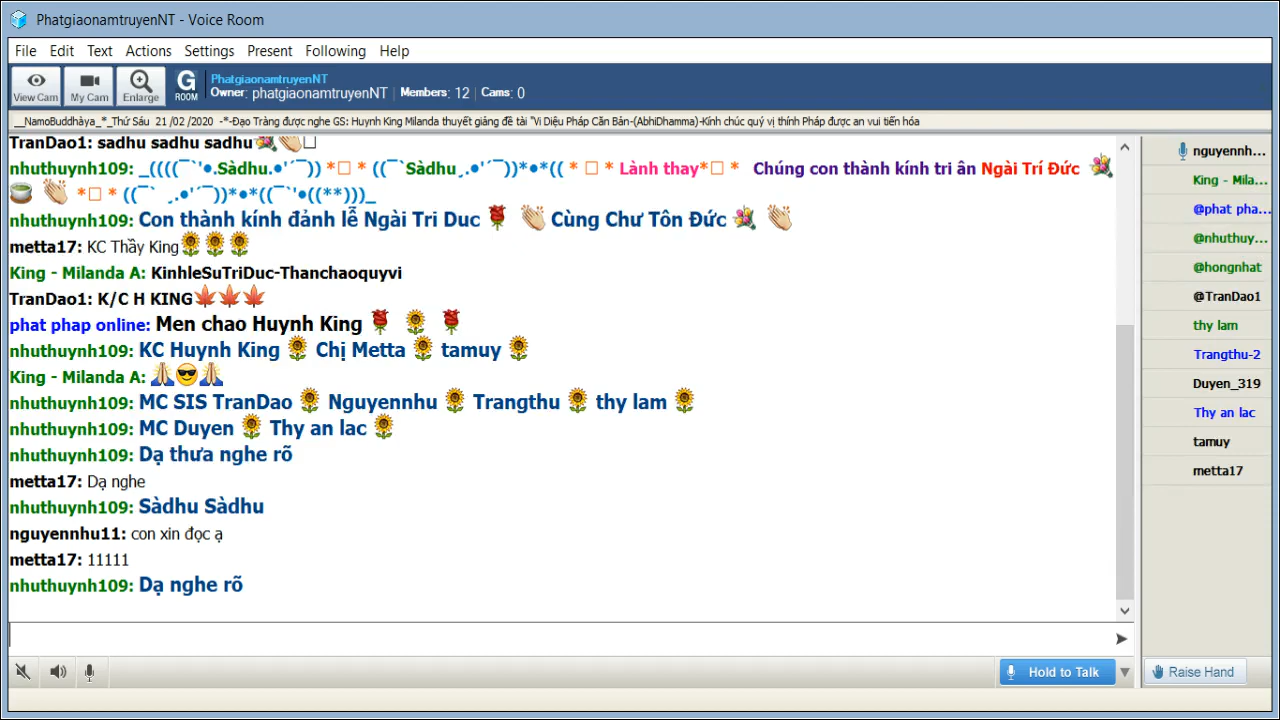 PhatgiaonamtruyenNT - Voice Room
File Edit Text Actions Settings Present Following Help
View Cam My Cam Enlarge G ROOM PhatgiaonamtruyenNT
Owner: phatgiaonamtruyenNT Members: 12 Cams: 0
__NamoBuddhàya_*_Thứ Sáu 21 /02 /2020 -*-Đạo Tràng được nghe GS: Huynh King Milanda thuyết giảng đề tài "Vi Diệu Pháp Căn Bản-(AbhiDhamma)-Kính chúc quý vị thính Pháp được an vui tiến hóa
TranDao1: sadhu sadhu sadhu💐👏□
nhuthuynh109: _((((¯`'•.Sàdhu.•'´¯)) *□ * ((¯`Sàdhu¸.•'´¯))*•*(( * □ * Lành thay*□ * Chúng con thành kính tri ân Ngài Trí Đức 💐
🍵 👏 *□ * ((¯` ¸.•'´¯))*•*((¯`'•((**)))_
nhuthuynh109: Con thành kính đảnh lễ Ngài Tri Duc 🌹 👏 Cùng Chư Tôn Đức 💐 👏
metta17: KC Thầy King🌻🌻🌻
King - Milanda A: KinhleSuTriDuc-Thanchaoquyvi
TranDao1: K/C H KING🍁🍁🍁
phat phap online: Men chao Huynh King 🌹 🌻 🌹
nhuthuynh109: KC Huynh King 🌻 Chị Metta 🌻 tamuy 🌻
King - Milanda A: 🙏😎🙏
nhuthuynh109: MC SIS TranDao 🌻 Nguyennhu 🌻 Trangthu 🌻 thy lam 🌻
nhuthuynh109: MC Duyen 🌻 Thy an lac 🌻
nhuthuynh109: Dạ thưa nghe rõ
metta17: Dạ nghe
nhuthuynh109: Sàdhu Sàdhu
nguyennhu11: con xin đọc ạ
metta17: 11111
nhuthuynh109: Dạ nghe rõ
nguyennh...
King - Mila...
@phat pha...
@nhuthuy...
@hongnhat
@TranDao1
thy lam
Trangthu-2
Duyen_319
Thy an lac
tamuy
metta17
Hold to Talk
Raise Hand